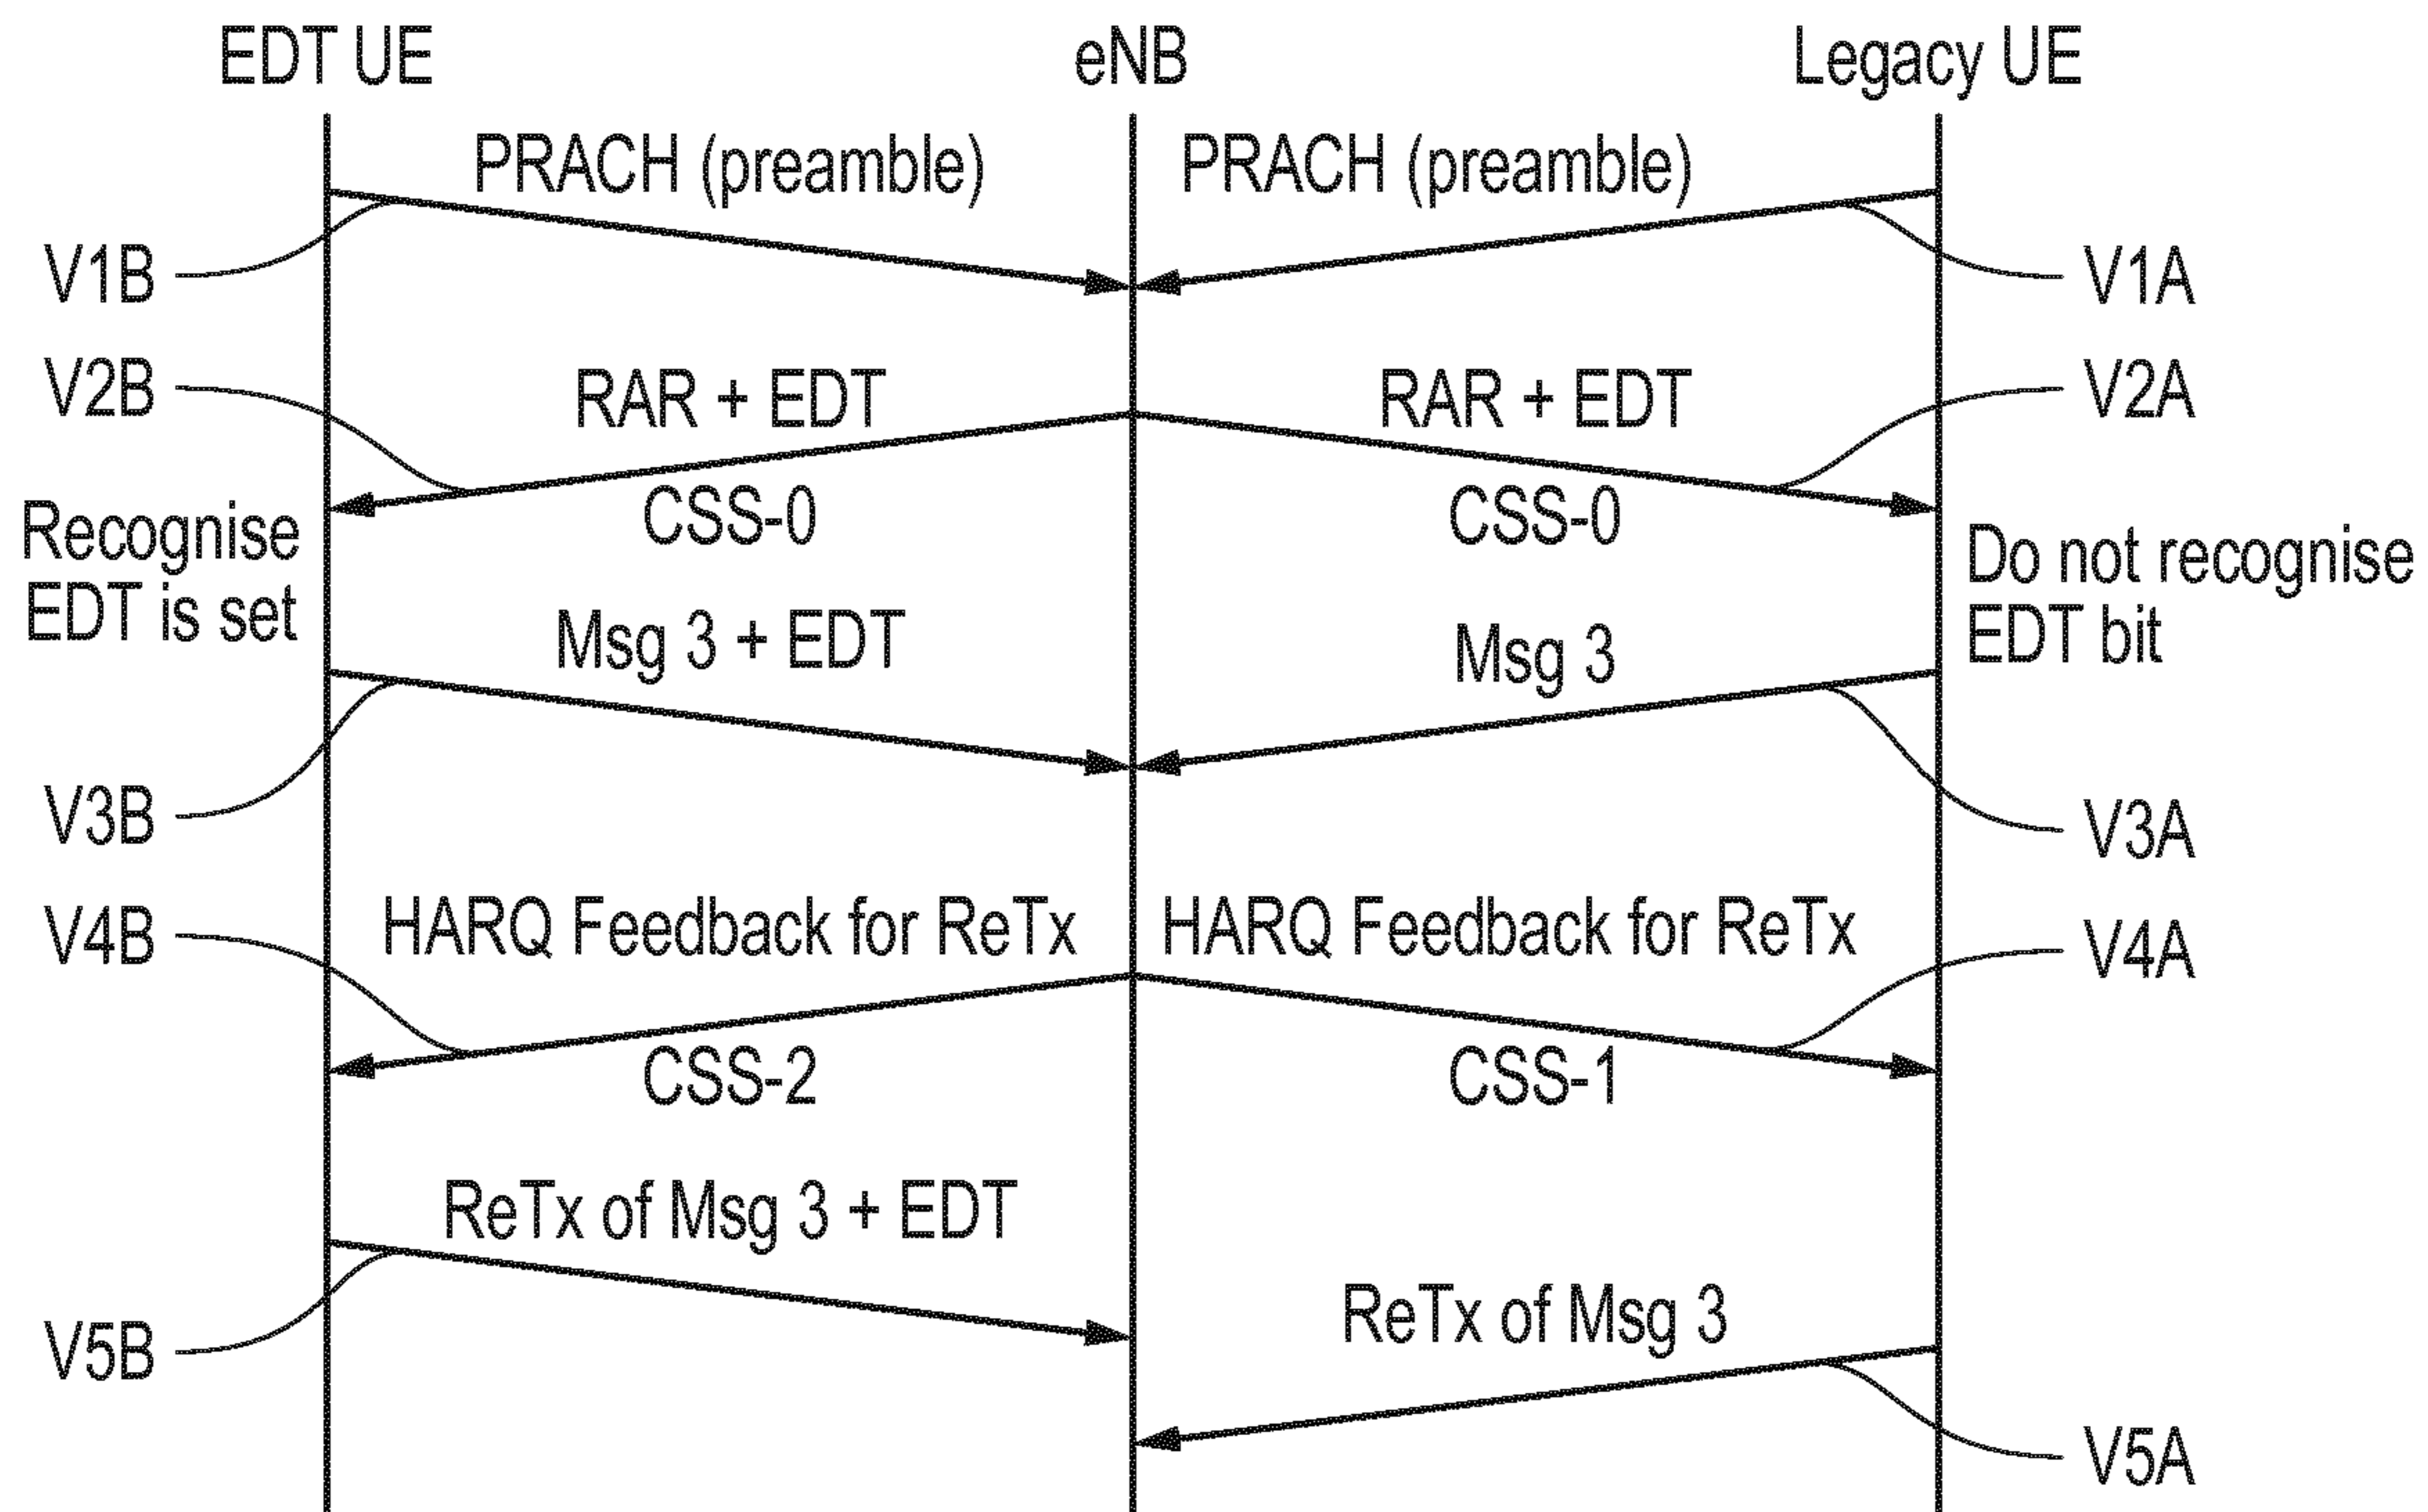 EDT UE
eNB
Legacy UE
PRACH (preamble)
PRACH (preamble)
V1B
V1A
V2B
RAR + EDT
RAR + EDT
V2A
CSS-0
CSS-0
Recognise
EDT is set
Do not recognise
EDT bit
Msg 3 + EDT
Msg 3
V3B
V3A
V4B
HARQ Feedback for ReTx
HARQ Feedback for ReTx
V4A
CSS-2
CSS-1
ReTx of Msg 3 + EDT
ReTx of Msg 3
V5B
V5A